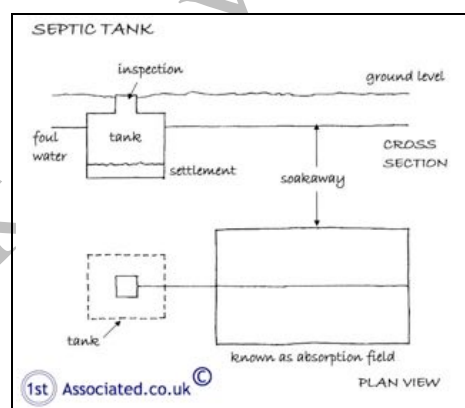 SEPTIC TANK
inspection
ground level
foul
water
tank
CROSS
SECTION
settlement
soakaway
tank
known as absorption field
PLAN VIEW
1st Associated.co.uk ©